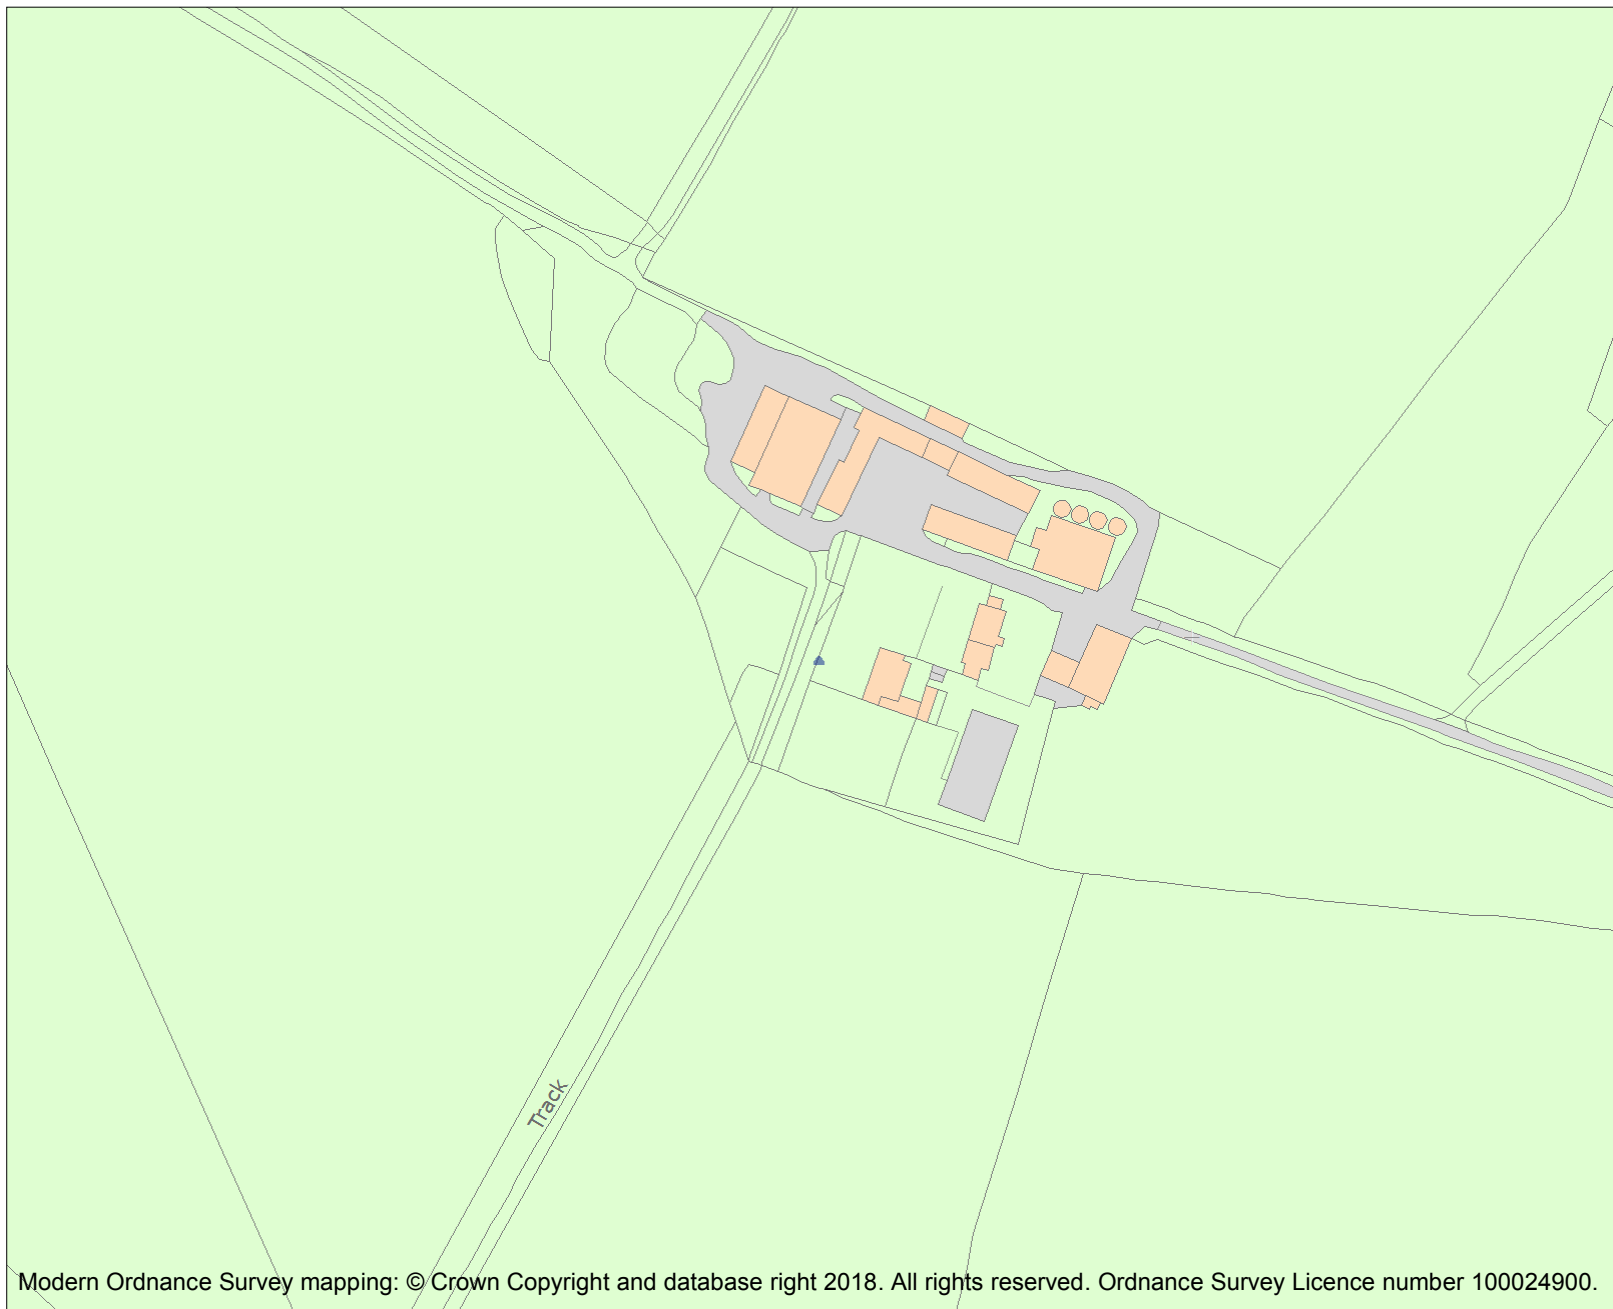 Track
Modern Ordnance Survey mapping: © Crown Copyright and database right 2018. All rights reserved. Ordnance Survey Licence number 100024900.